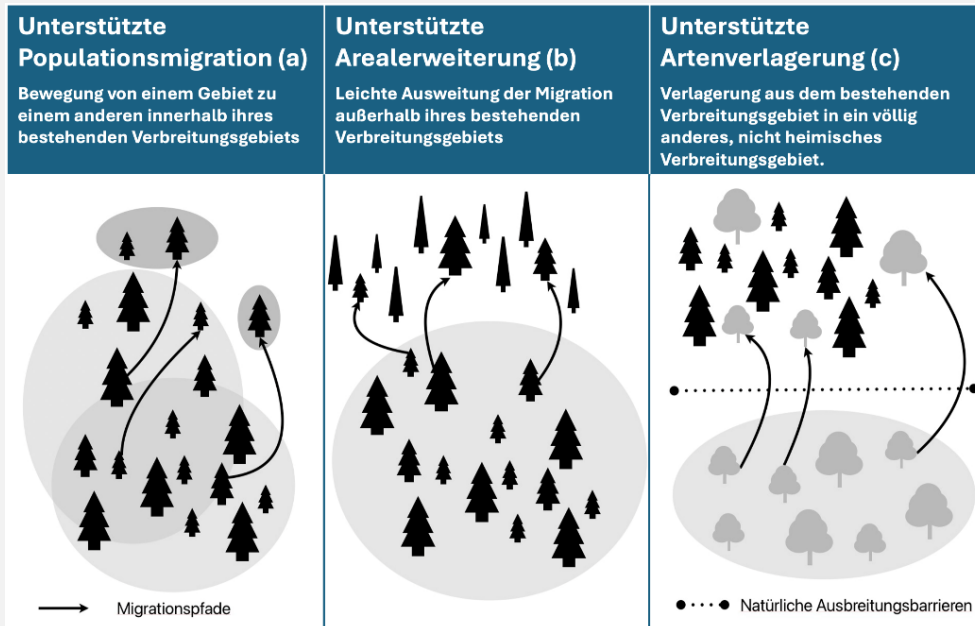 Unterstützte
Populationsmigration (a)
Bewegung von einem Gebiet zu
einem anderen innerhalb ihres
bestehenden Verbreitungsgebiets
Unterstützte
Arealerweiterung (b)
Leichte Ausweitung der Migration
außerhalb ihres bestehenden
Verbreitungsgebiets
Unterstützte
Artenverlagerung (c)
Verlagerung aus dem bestehenden
Verbreitungsgebiet in ein völlig
anderes, nicht heimisches
Verbreitungsgebiet.
Migrationspfade
Natürliche Ausbreitungsbarrieren